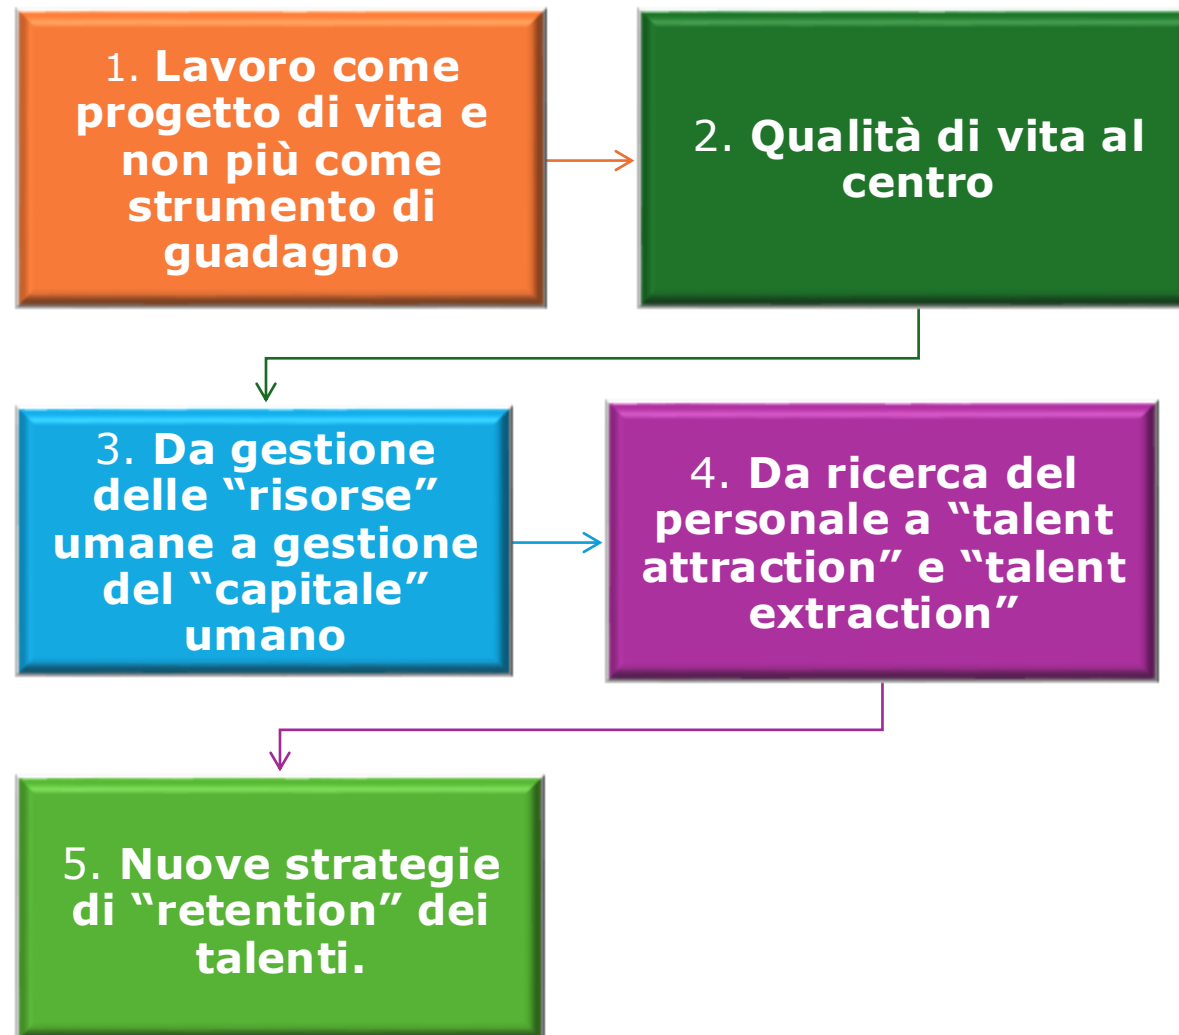 1. Lavoro come
progetto di vita e
non più come
strumento di
guadagno
2. Qualità di vita al
centro
3. Da gestione
delle “risorse”
umane a gestione
del “capitale”
umano
4. Da ricerca del
personale a “talent
attraction” e “talent
extraction”
5. Nuove strategie
di “retention” dei
talenti.